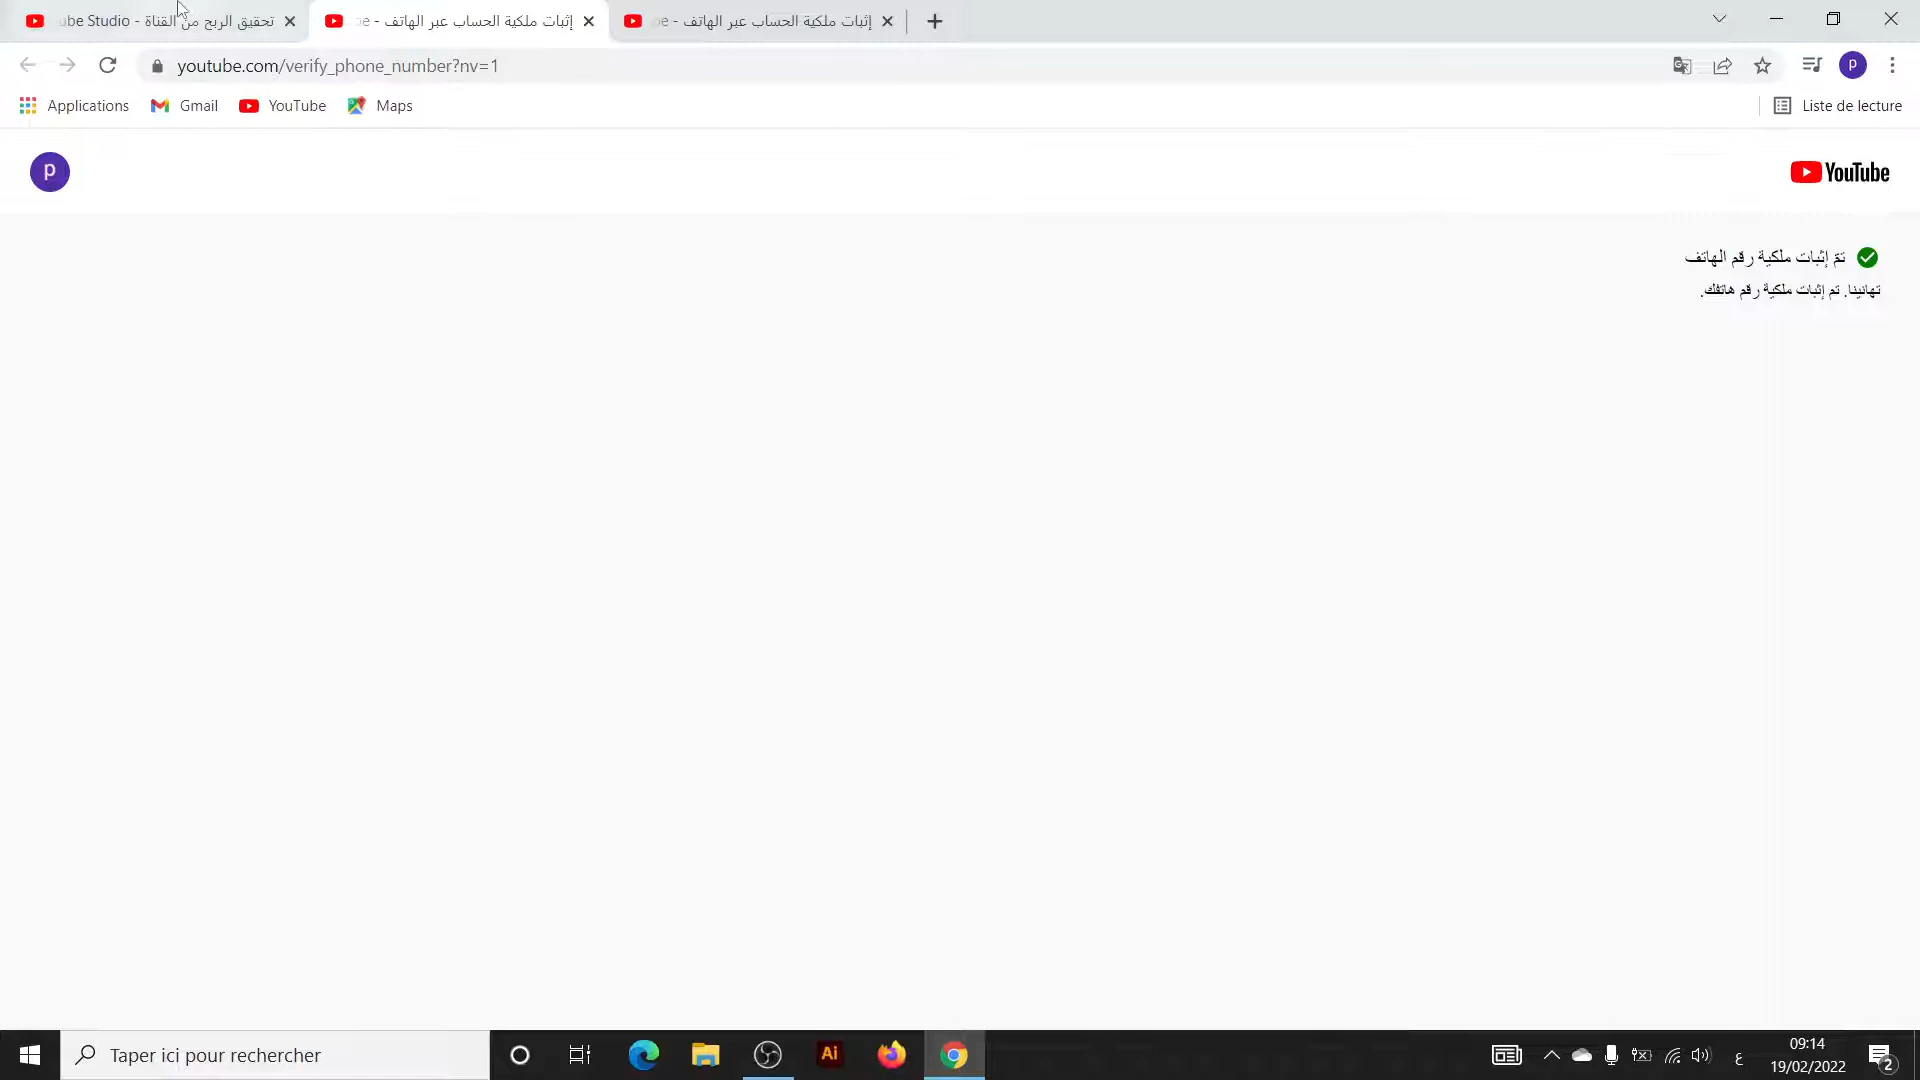 ube Studio - تحقيق الربح من القناة
إثبات ملكية الحساب عبر الهاتف -
إثبات ملكية الحساب عبر الهاتف -
youtube.com/verify_phone_number?nv=1
P
Applications
Gmail
YouTube
Maps
Liste de lecture
P
YouTube
تمّ إثبات ملكية رقم الهاتف
تهانينا. تم إثبات ملكية رقم هاتفك.
Taper ici pour rechercher
Ai
ع
09:14
19/02/2022
2